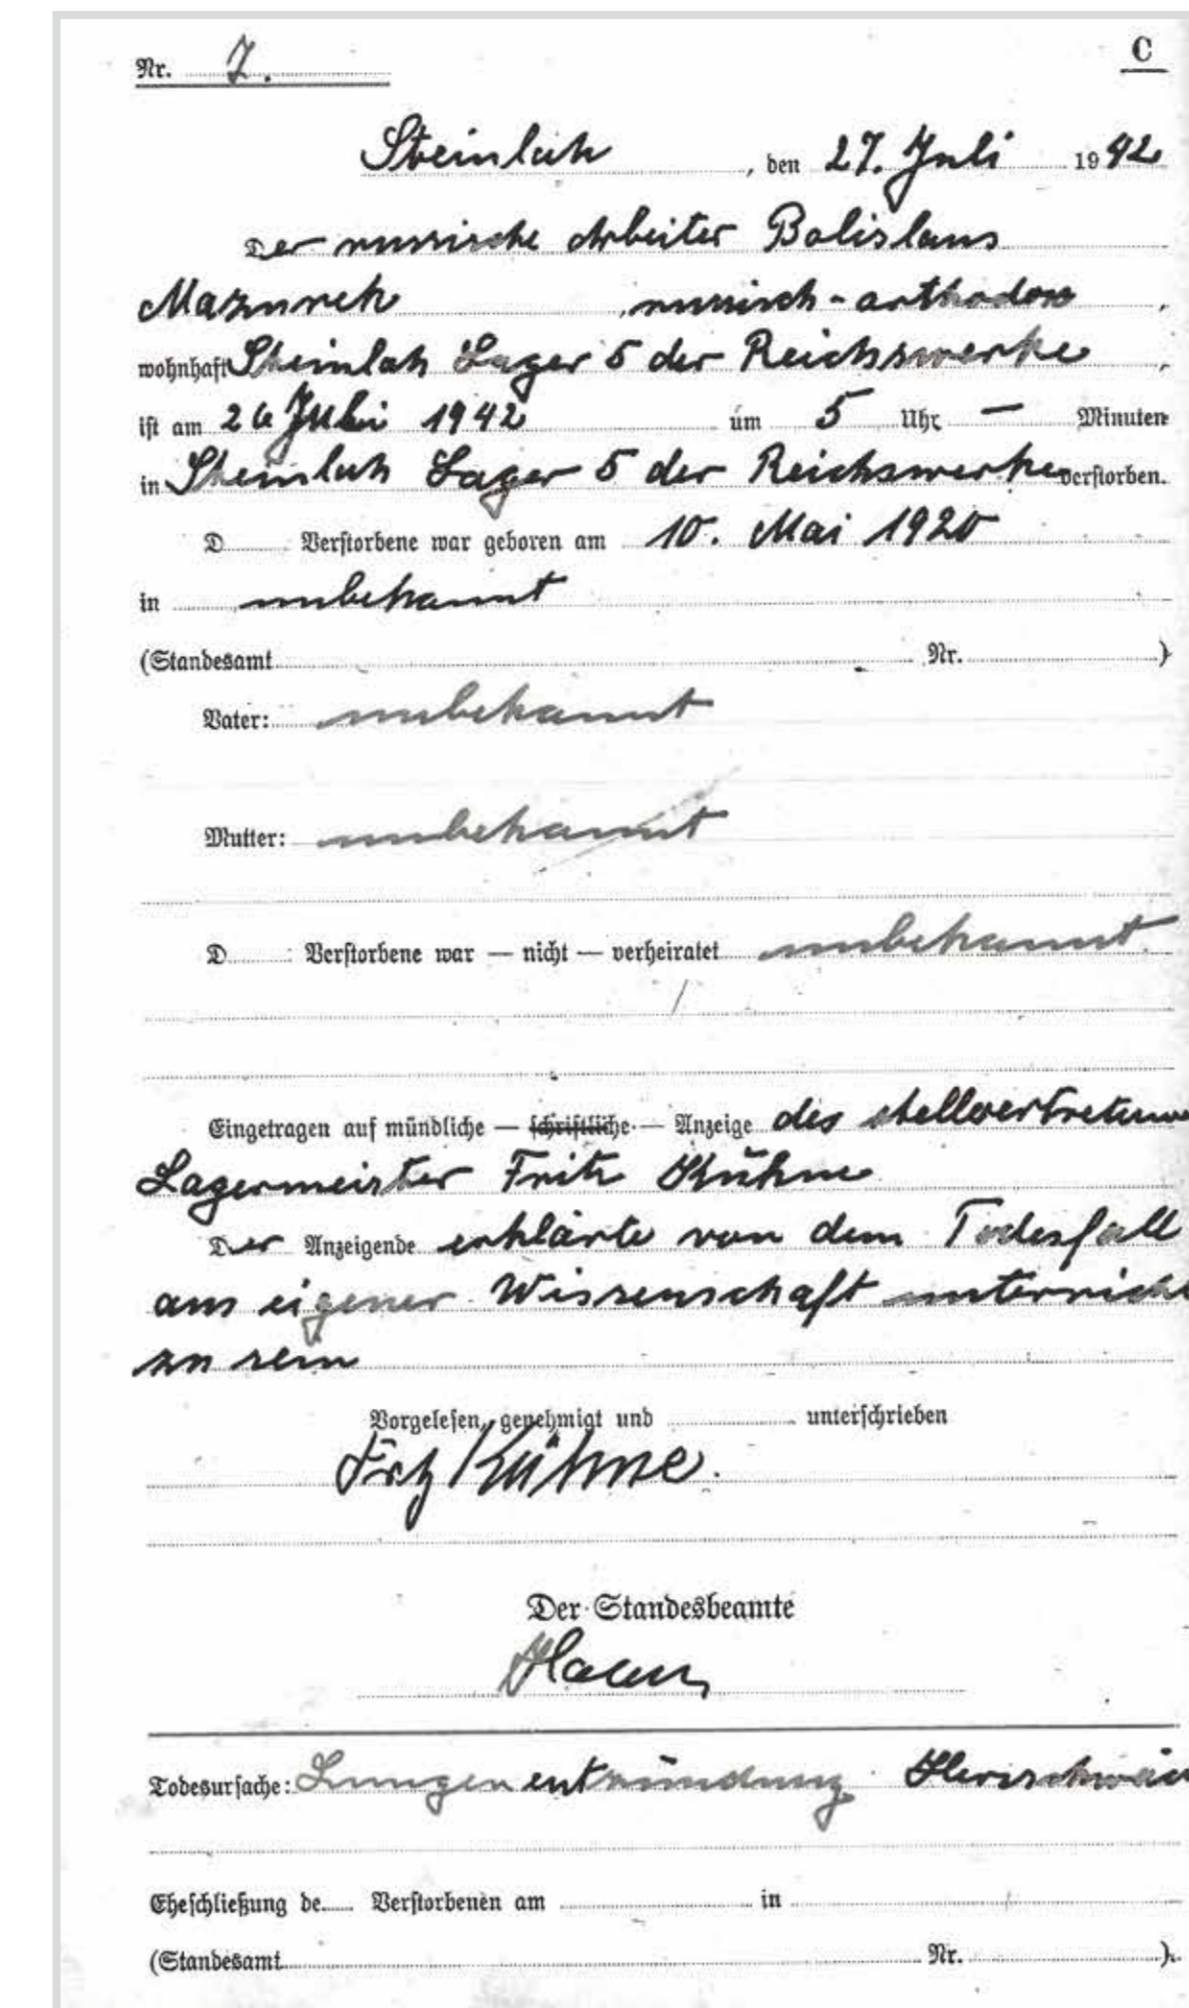 Nr. 7.
C
Steinlah, den 27. Juli 1942
Der russische Arbeiter Bolislaus
Mazurek, russisch-orthodox,
wohnhaft Steinlah Lager 5 der Reichswerke,
ist am 26 Juli 1942 um 5 Uhr — Minuten
in Steinlah Lager 5 der Reichswerke verstorben.
D Verstorbene war geboren am 10. Mai 1920
in unbekannt
(Standesamt Nr. )
Vater: unbekannt
Mutter: unbekannt
D Verstorbene war — nicht — verheiratet unbekannt
Eingetragen auf mündliche — schriftliche — Anzeige des
Lagermeister Fritz Kühne
Der Anzeigende erklärte von dem Todesfall
aus eigener Wissenschaft
zu sein
Vorgelesen, genehmigt und unterschrieben
Fritz Kühne.
Der Standesbeamte
Todesursache: Lungenentzündung
Eheschließung de Verstorbenen am in
(Standesamt Nr. ).